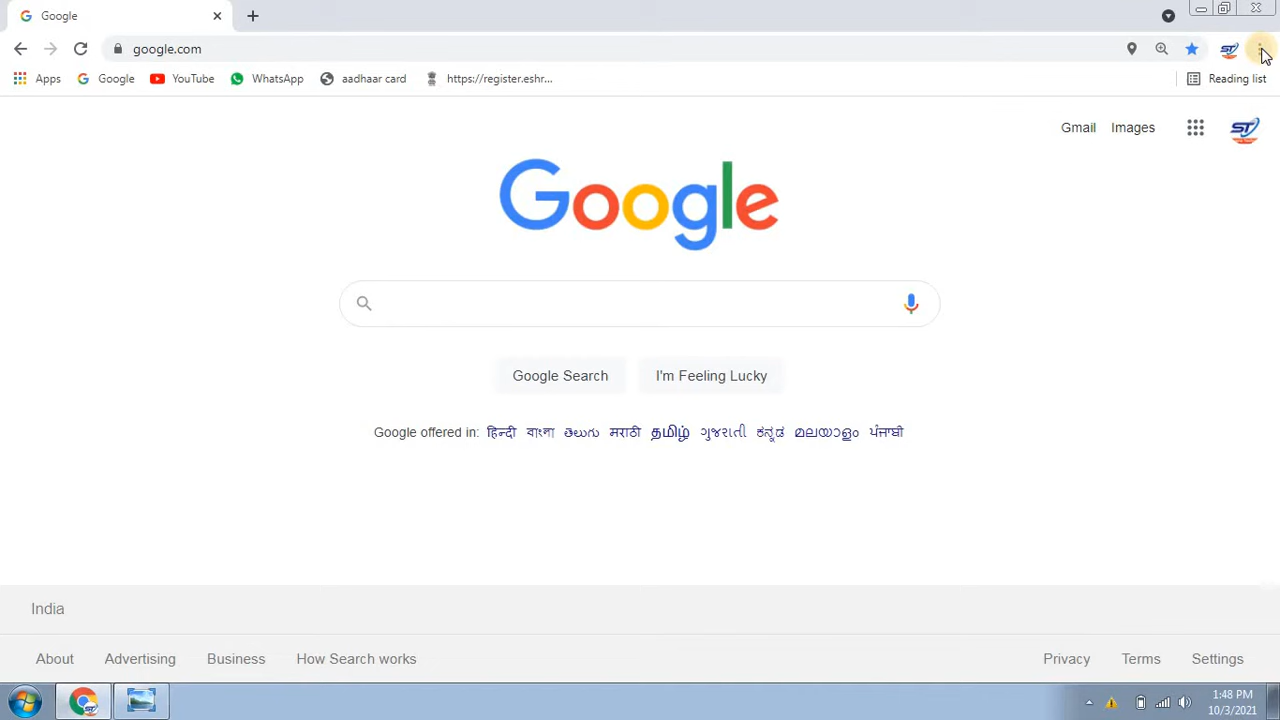 Google
google.com
Apps Google YouTube WhatsApp aadhaar card https://register.eshr... Reading list
Gmail Images ST
Google
Google Search I'm Feeling Lucky
Google offered in: हिन्दी বাংলা తెలుగు मराठी தமிழ் ગુજરાતી ಕನ್ನಡ മലയാളം ਪੰਜਾਬੀ
India
About Advertising Business How Search works Privacy Terms Settings
1:48 PM
10/3/2021